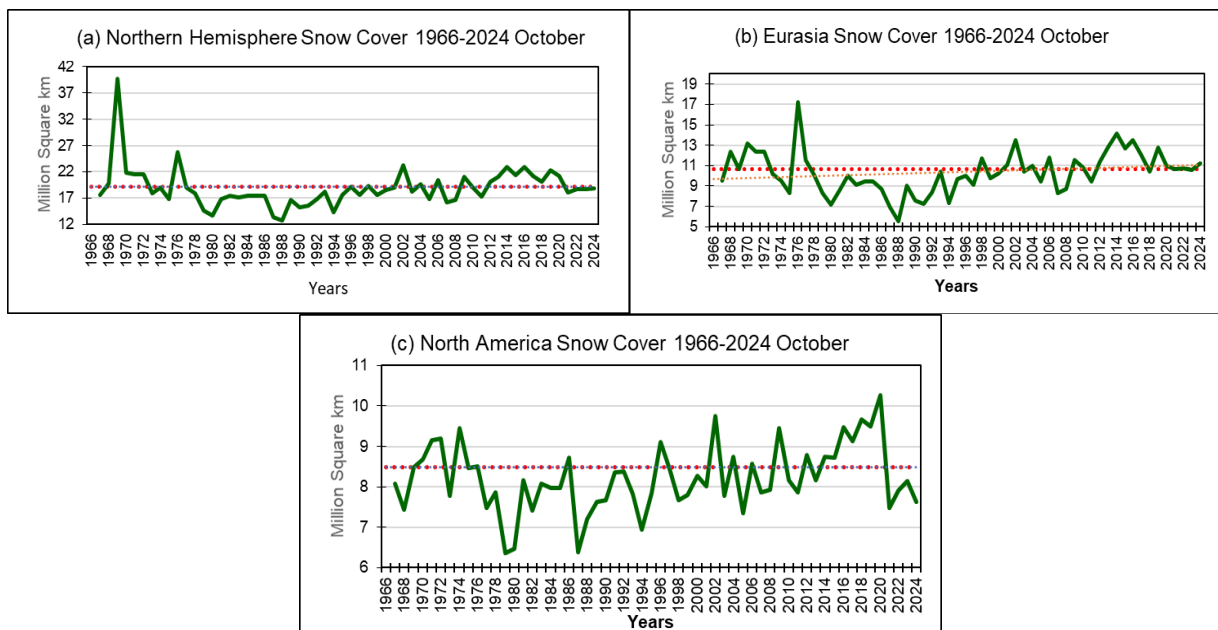 (a) Northern Hemisphere Snow Cover 1966-2024 October
Million Square km
42
37
32
27
22
17
12
1966 1968 1970 1972 1974 1976 1978 1980 1982 1984 1986 1988 1990 1992 1994 1996 1998 2000 2002 2004 2006 2008 2010 2012 2014 2016 2018 2020 2022 2024
Years
(b) Eurasia Snow Cover 1966-2024 October
Million Square km
19
17
15
13
11
9
7
5
1966 1968 1970 1972 1974 1976 1978 1980 1982 1984 1986 1988 1990 1992 1994 1996 1998 2000 2002 2004 2006 2008 2010 2012 2014 2016 2018 2020 2022 2024
Years
(c) North America Snow Cover 1966-2024 October
Million Square km
11
10
9
8
7
6
1966 1968 1970 1972 1974 1976 1978 1980 1982 1984 1986 1988 1990 1992 1994 1996 1998 2000 2002 2004 2006 2008 2010 2012 2014 2016 2018 2020 2022 2024
Years